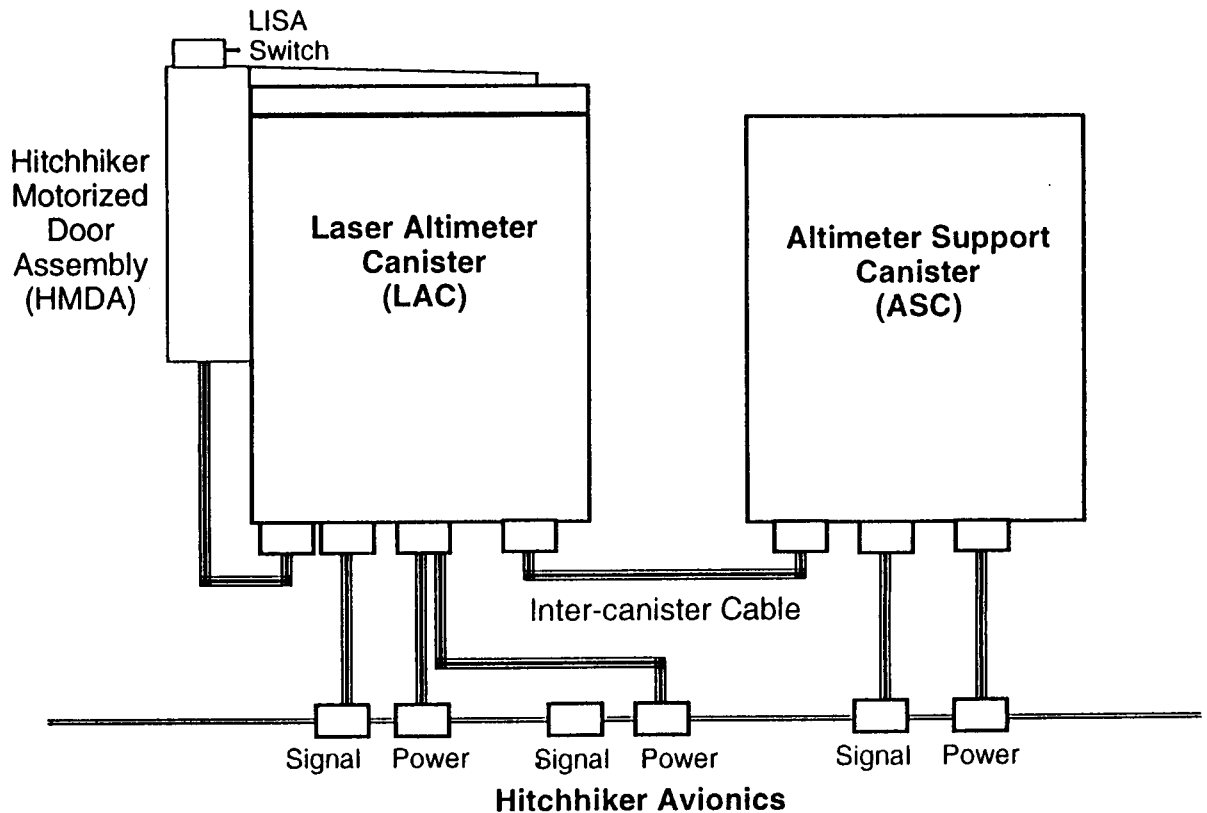 LISA
Switch
Hitchhiker
Motorized
Door
Assembly
(HMDA)
Laser Altimeter
Canister
(LAC)
Altimeter Support
Canister
(ASC)
Inter-canister Cable
Signal Power Signal Power Signal Power
Hitchhiker Avionics